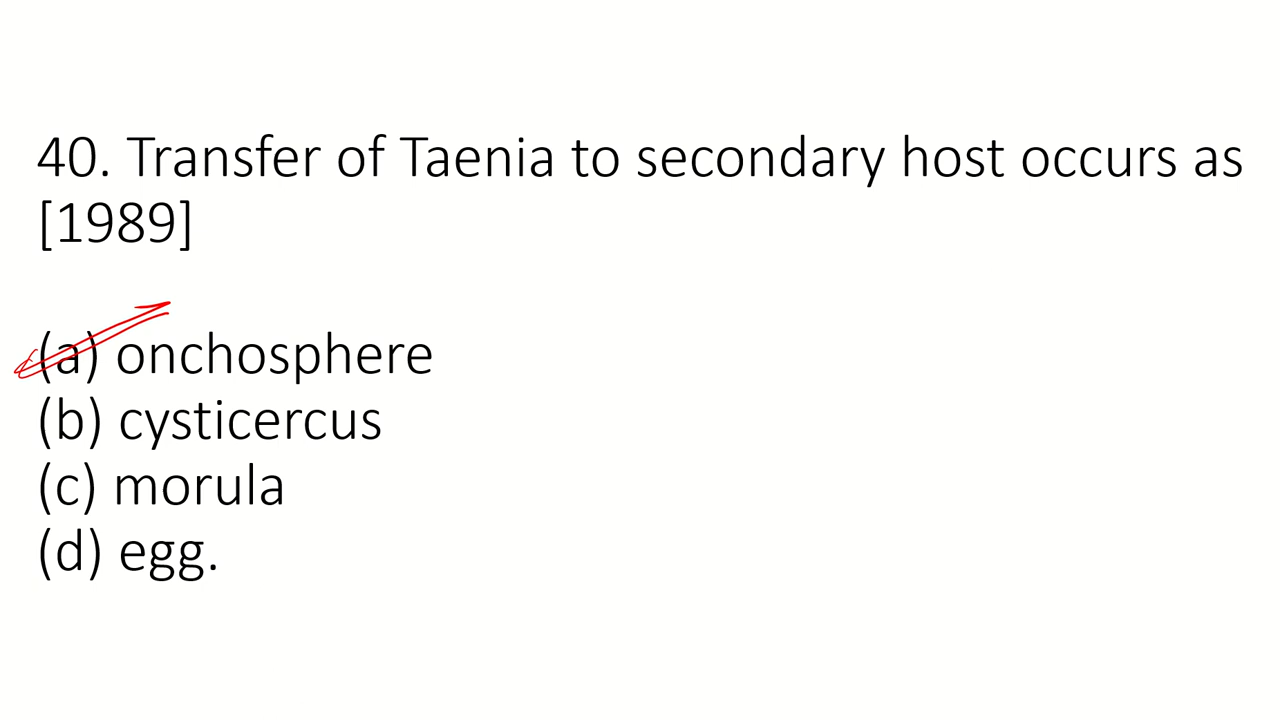 40. Transfer of Taenia to secondary host occurs as
[1989]
(a) onchosphere
(b) cysticercus
(c) morula
(d) egg.